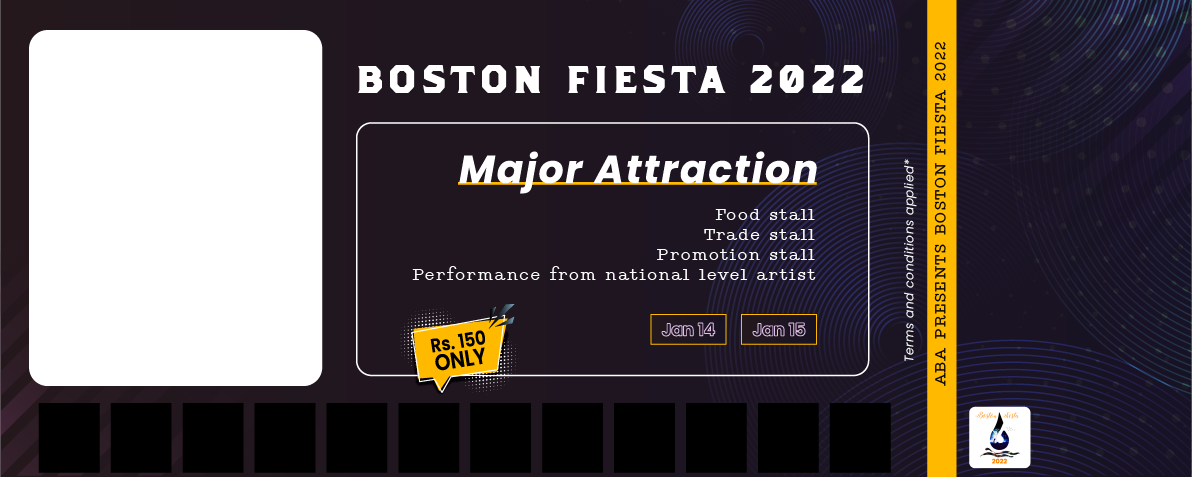 BOSTON FIESTA 2022
Major Attraction
Food stall
Trade stall
Promotion stall
Performance from national level artist
Jan 14
Jan 15
Rs. 150
ONLY
Terms and conditions applied*
ABA PRESENTS BOSTON FIESTA 2022
2022